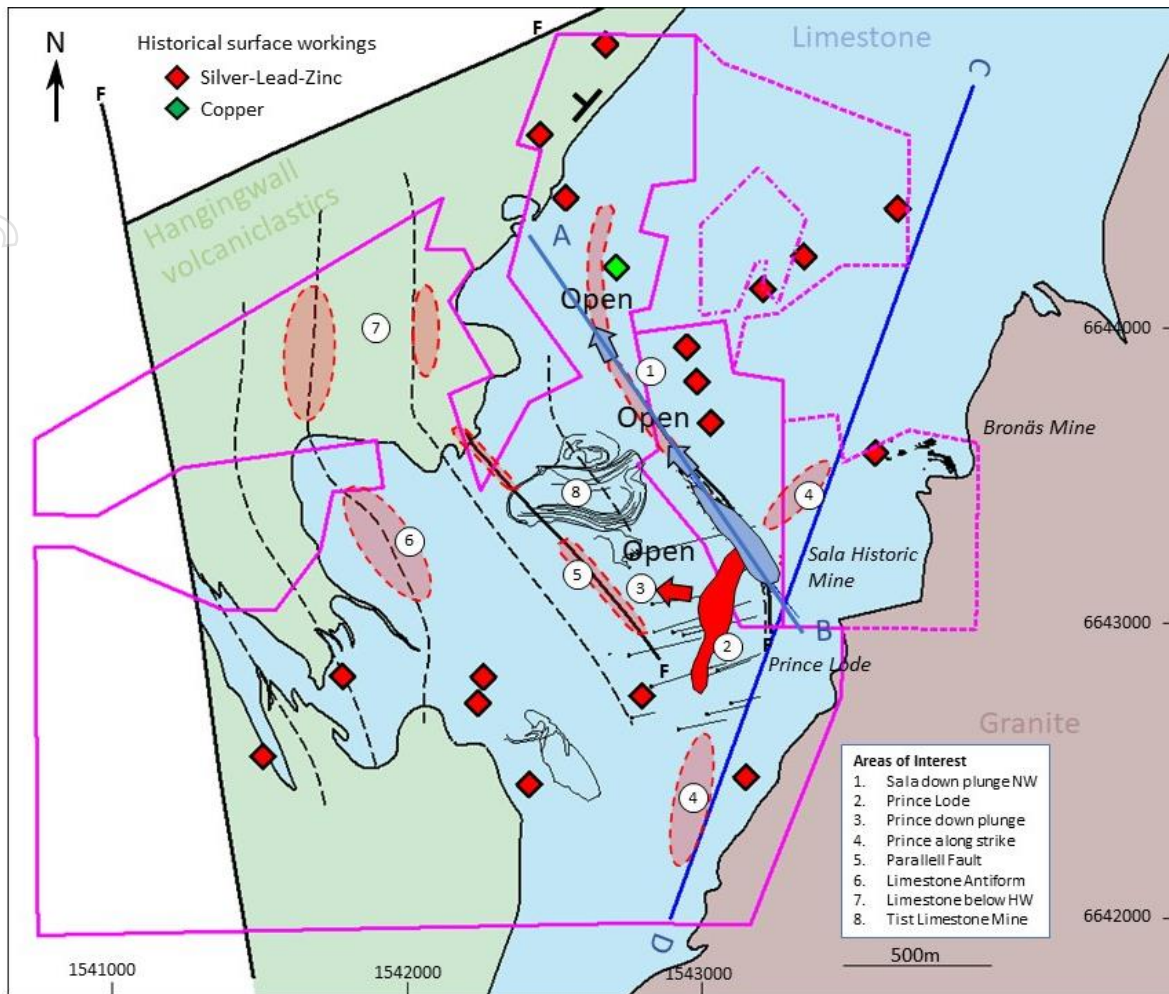 F
N
Historical surface workings
Silver-Lead-Zinc
Copper
F
Limestone
C
Hangingwall
volcaniclastics
A
Open
6644000
7
1
Open
Bronäs Mine
8
4
6
Open
Sala Historic
Mine
5
3
B
6643000
2
F
F
Prince Lode
Granite
4
Areas of Interest
1. Sala down plunge NW
2. Prince Lode
3. Prince down plunge
4. Prince along strike
5. Parallell Fault
6. Limestone Antiform
7. Limestone below HW
8. Tist Limestone Mine
6642000
D
1541000
1542000
1543000
500m